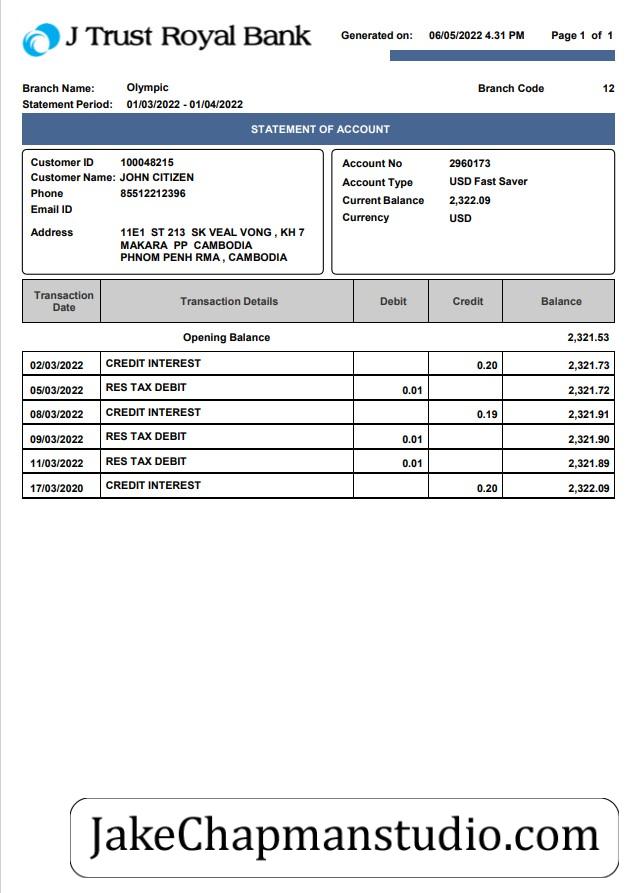 J Trust Royal Bank
Generated on: 06/05/2022 4.31 PM Page 1 of 1
Branch Name: Olympic Branch Code 12
Statement Period: 01/03/2022 - 01/04/2022
STATEMENT OF ACCOUNT
Customer ID 100048215
Customer Name: JOHN CITIZEN
Phone 85512212396
Email ID
Address 11E1 ST 213 SK VEAL VONG , KH 7
MAKARA PP CAMBODIA
PHNOM PENH RMA , CAMBODIA
Account No 2960173
Account Type USD Fast Saver
Current Balance 2,322.09
Currency USD
Transaction Date Transaction Details Debit Credit Balance
Opening Balance 2,321.53
02/03/2022 CREDIT INTEREST 0.20 2,321.73
05/03/2022 RES TAX DEBIT 0.01 2,321.72
08/03/2022 CREDIT INTEREST 0.19 2,321.91
09/03/2022 RES TAX DEBIT 0.01 2,321.90
11/03/2022 RES TAX DEBIT 0.01 2,321.89
17/03/2020 CREDIT INTEREST 0.20 2,322.09
JakeChapmanstudio.com